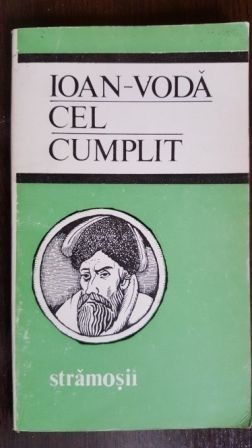 IOAN-VODĂ
CEL
CUMPLIT
strămoșii